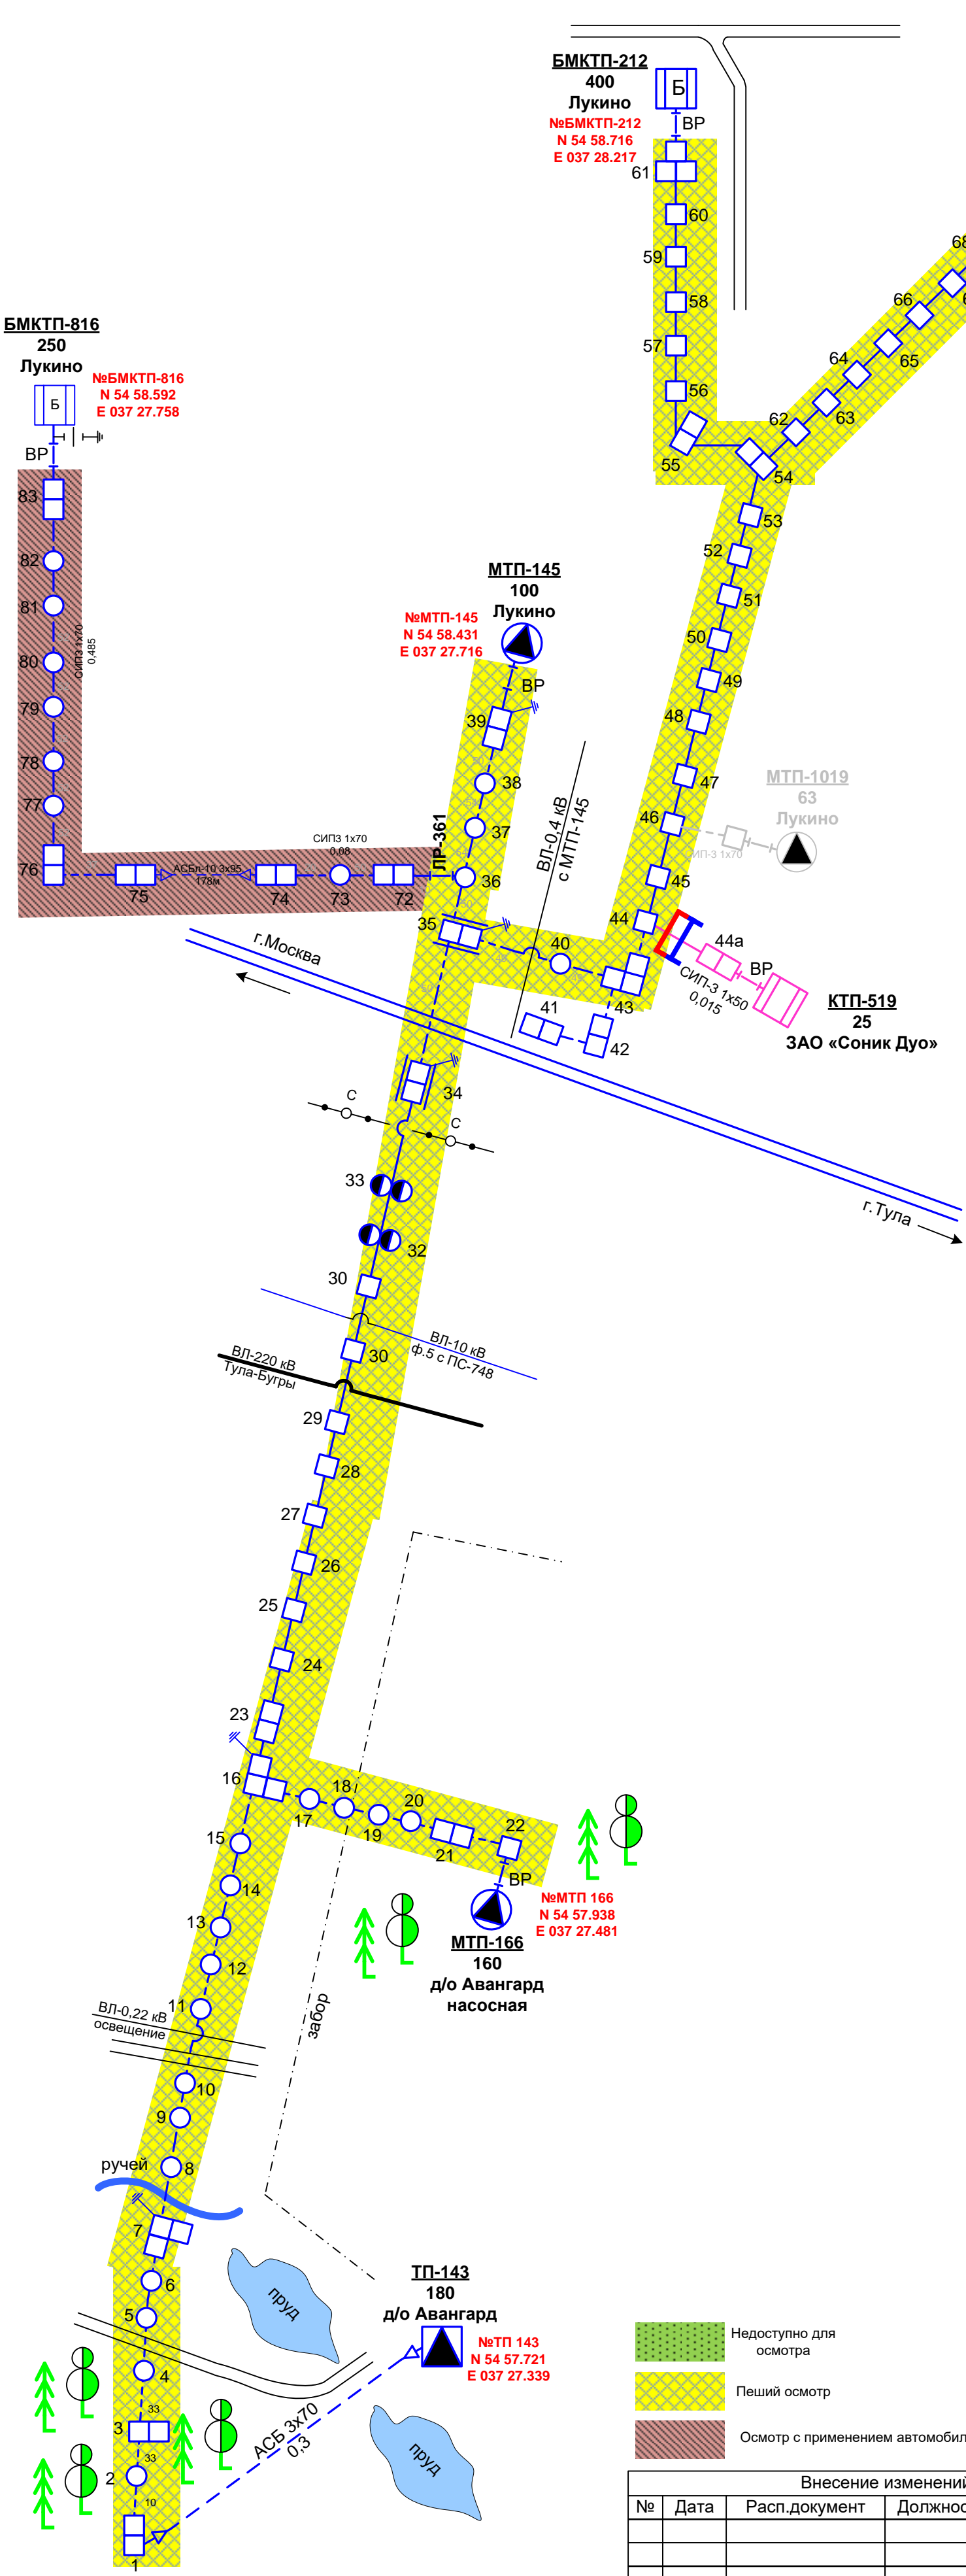 БМКТП-212
400
Лукино
№БМКТП-212
N 54 58.716
E 037 28.217
Б
ВР
61
60
59
58
57
56
55
54
62
63
64
65
66
68
53
52
51
50
49
48
47
46
45
44
БМКТП-816
250
Лукино
№БМКТП-816
N 54 58.592
E 037 27.758
Б
ВР
83
82
81
80
79
78
77
76
СИП3 1х70
0,485
75
АСБл-10 3х95
178м
74
СИП3 1х70
0,08
73
72
ЛР-361
МТП-145
100
Лукино
№МТП-145
N 54 58.431
E 037 27.716
ВР
39
38
37
36
35
50
50
ВЛ-0,4 кВ
с МТП-145
40
41
42
43
МТП-1019
63
Лукино
СИП-3 1х70
44а
ВР
СИП-3 1х50
0,015
КТП-519
25
ЗАО «Соник Дуо»
г.Москва
г.Тула
34
С
С
33
32
30
ВЛ-10 кВ
ф.5 с ПС-748
30
ВЛ-220 кВ
Тула-Бугры
29
28
27
26
25
24
23
16
17
18
19
20
21
22
ВР
№МТП 166
N 54 57.938
E 037 27.481
МТП-166
160
д/о Авангард
насосная
15
14
13
12
11
ВЛ-0,22 кВ
освещение
забор
10
9
8
ручей
7
6
5
4
33
3
33
2
10
1
пруд
ТП-143
180
д/о Авангард
№ТП 143
N 54 57.721
E 037 27.339
АСБ 3х70
0,3
пруд
Недоступно для
осмотра
Пеший осмотр
Осмотр с применением автомобил
Внесение изменений
№ Дата Расп.документ Должнос